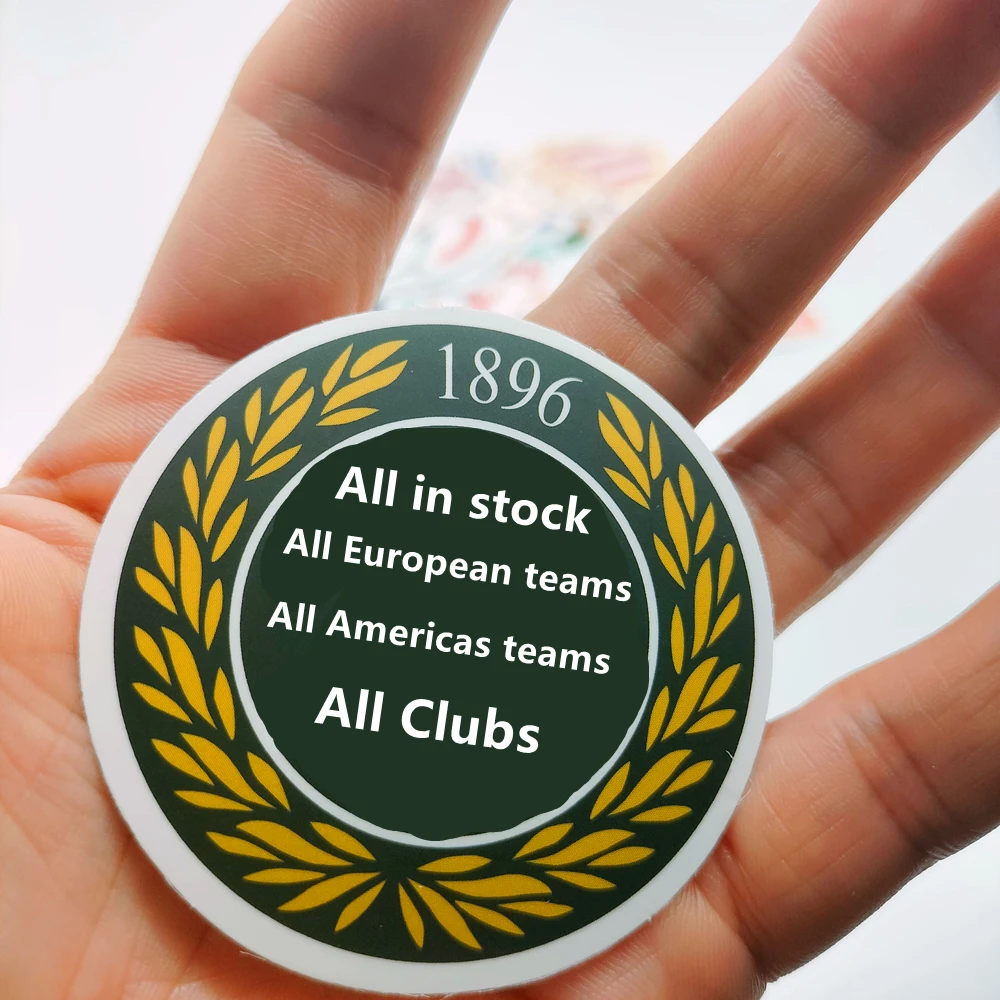 1896
All in stock
All European teams
All Americas teams
All Clubs